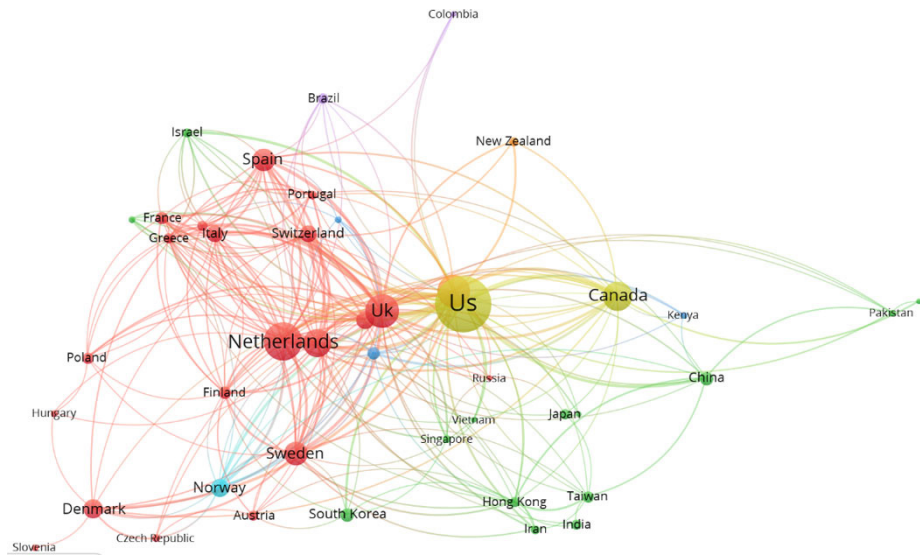 Colombia
Brazil
Israel
New Zealand
Spain
Portugal
France
Greece
Italy
Switzerland
Us
Canada
Uk
Kenya
Pakistan
Netherlands
Poland
Russia
China
Finland
Hungary
Vietnam
Japan
Singapore
Sweden
Norway
Taiwan
Hong Kong
Denmark
Austria
South Korea
India
Iran
Czech Republic
Slovenia